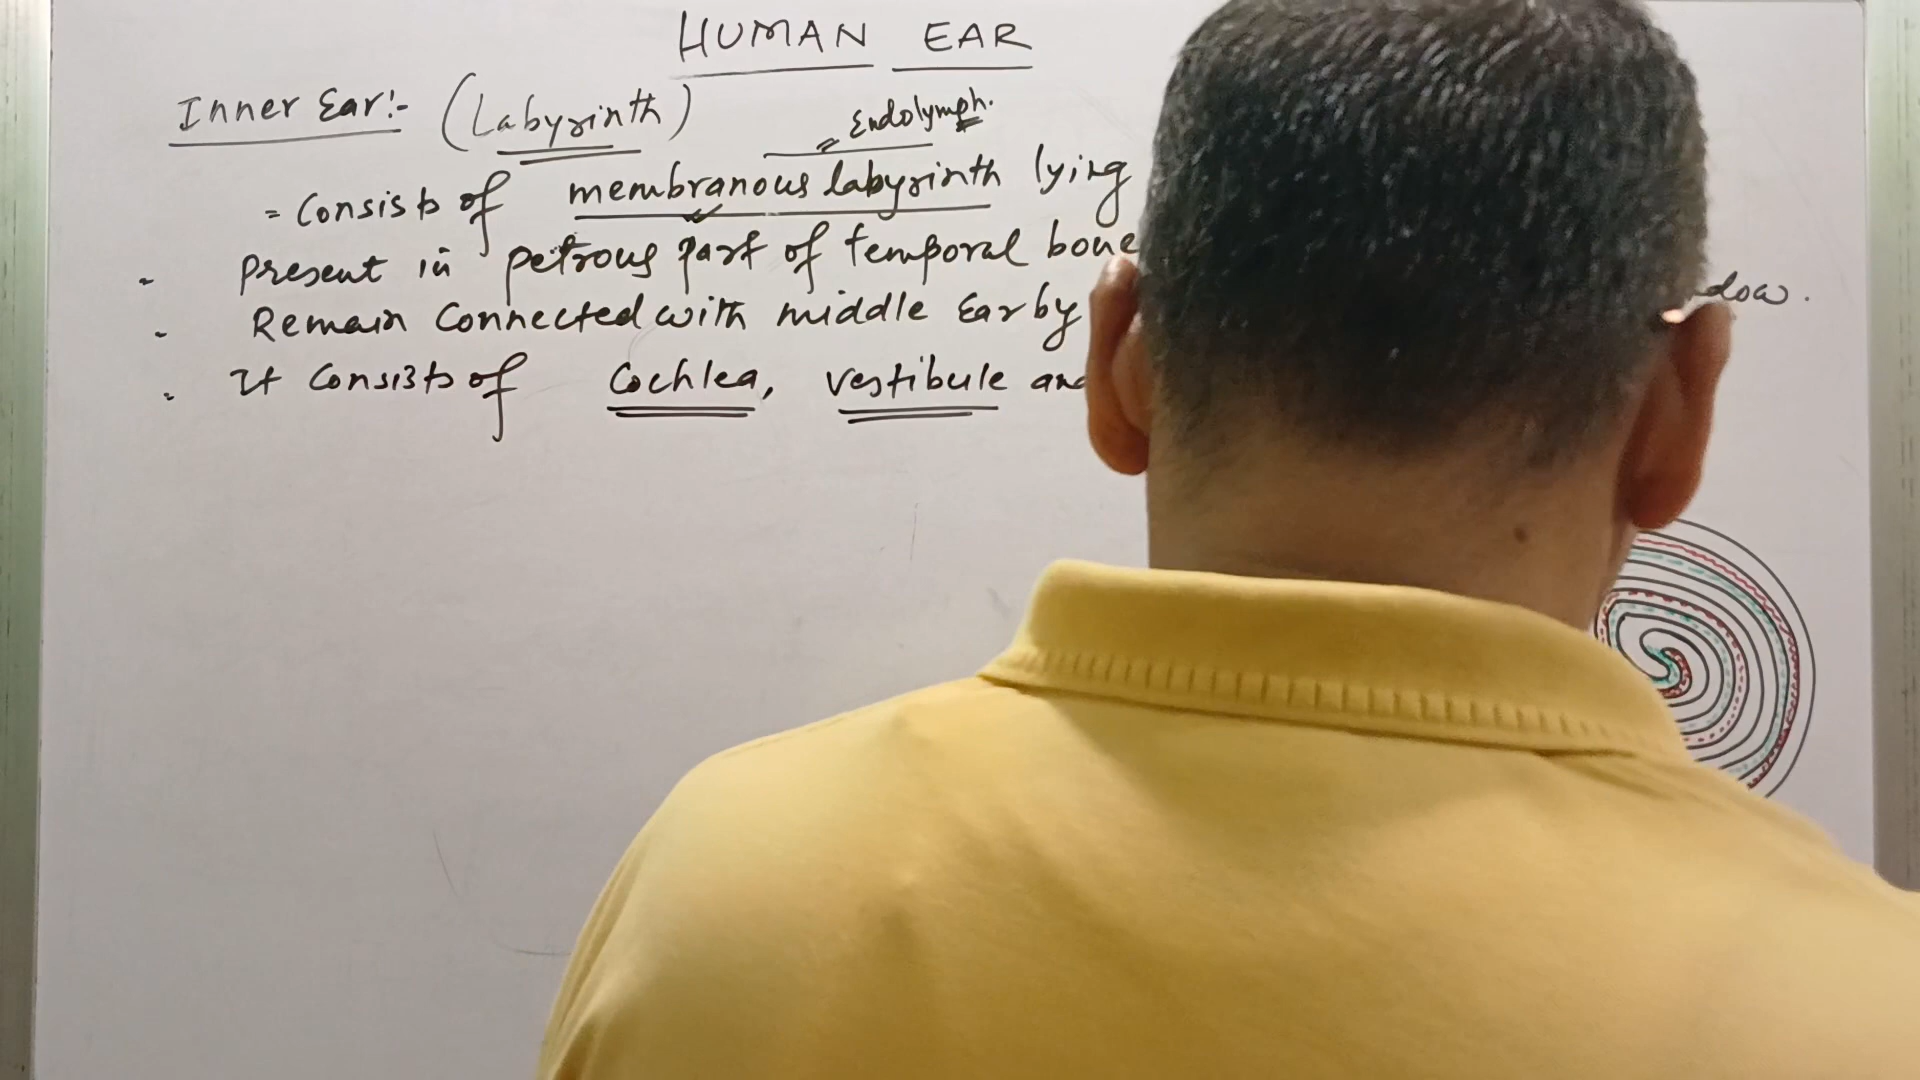 HUMAN EAR
Inner Ear:- (Labyrinth)
Endolymph.
= Consists of membranous labyrinth lying
- Present in petrous part of temporal bone
- Remain Connected with middle Ear by
- It Consists of Cochlea, vestibule and